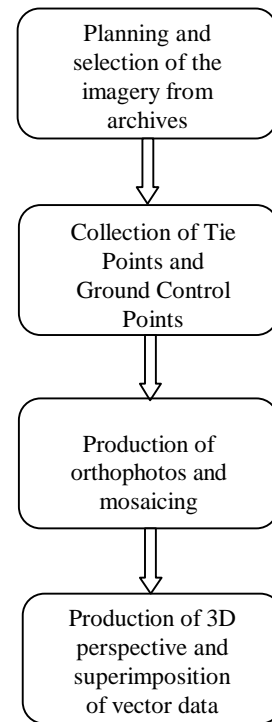 Planning and
selection of the
imagery from
archives
Collection of Tie
Points and
Ground Control
Points
Production of
orthophotos and
mosaicing
Production of 3D
perspective and
superimposition
of vector data